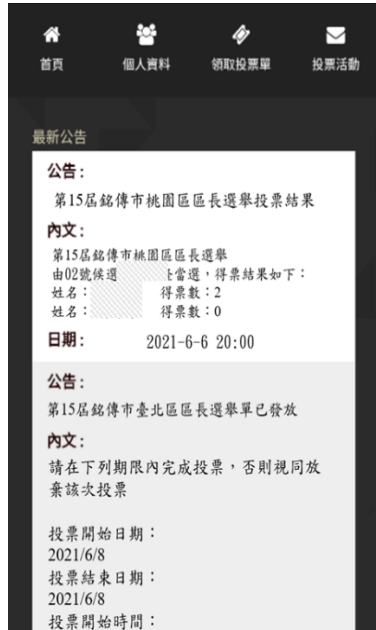 首頁
個人資料
領取投票單
投票活動
最新公告
公告：
第15屆銘傳市桃園區區長選舉投票結果
內文：
第15屆銘傳市桃園區區長選舉
由02號候選 當選，得票結果如下：
姓名： 得票數：2
姓名： 得票數：0
日期： 2021-6-6 20:00
公告：
第15屆銘傳市臺北區區長選舉單已發放
內文：
請在下列期限內完成投票，否則視同放
棄該次投票
投票開始日期：
2021/6/8
投票結束日期：
2021/6/8
投票開始時間：